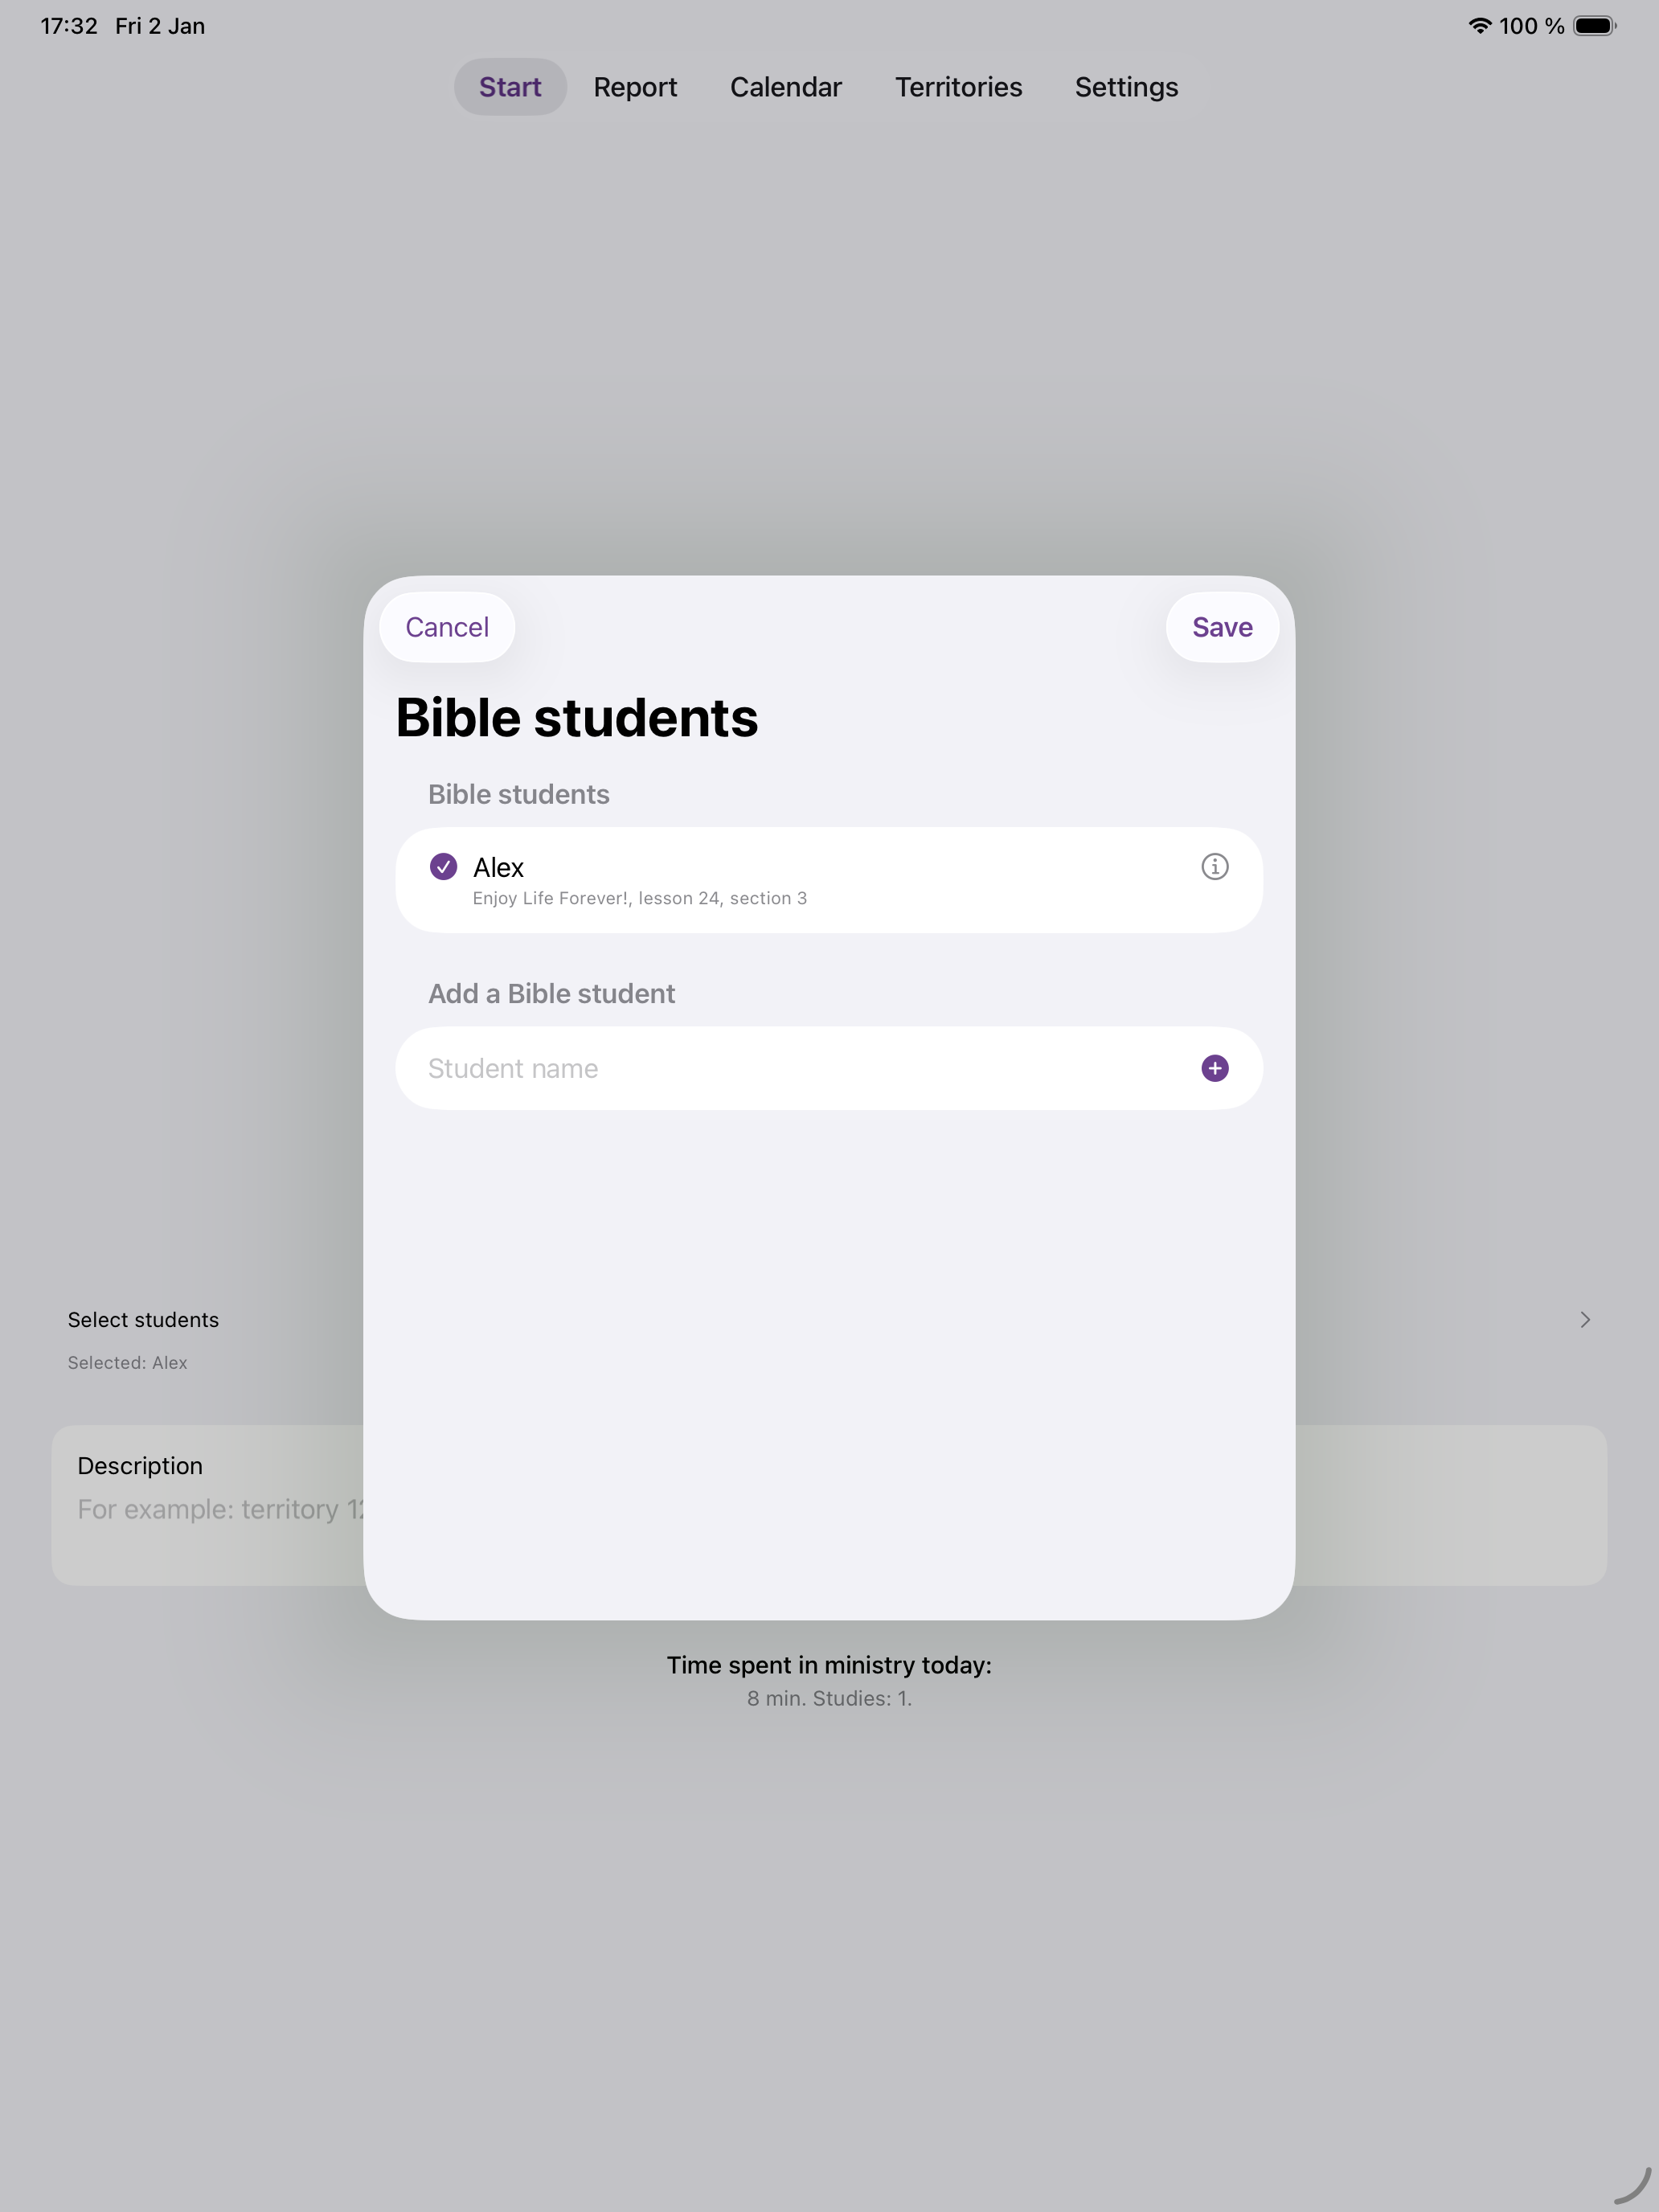 17:32 Fri 2 Jan
100 %
Start Report Calendar Territories Settings
Cancel
Save
Bible students
Bible students
Alex
Enjoy Life Forever!, lesson 24, section 3
Add a Bible student
Student name
Select students
Selected: Alex
Description
For example: territory
Time spent in ministry today:
8 min. Studies: 1.